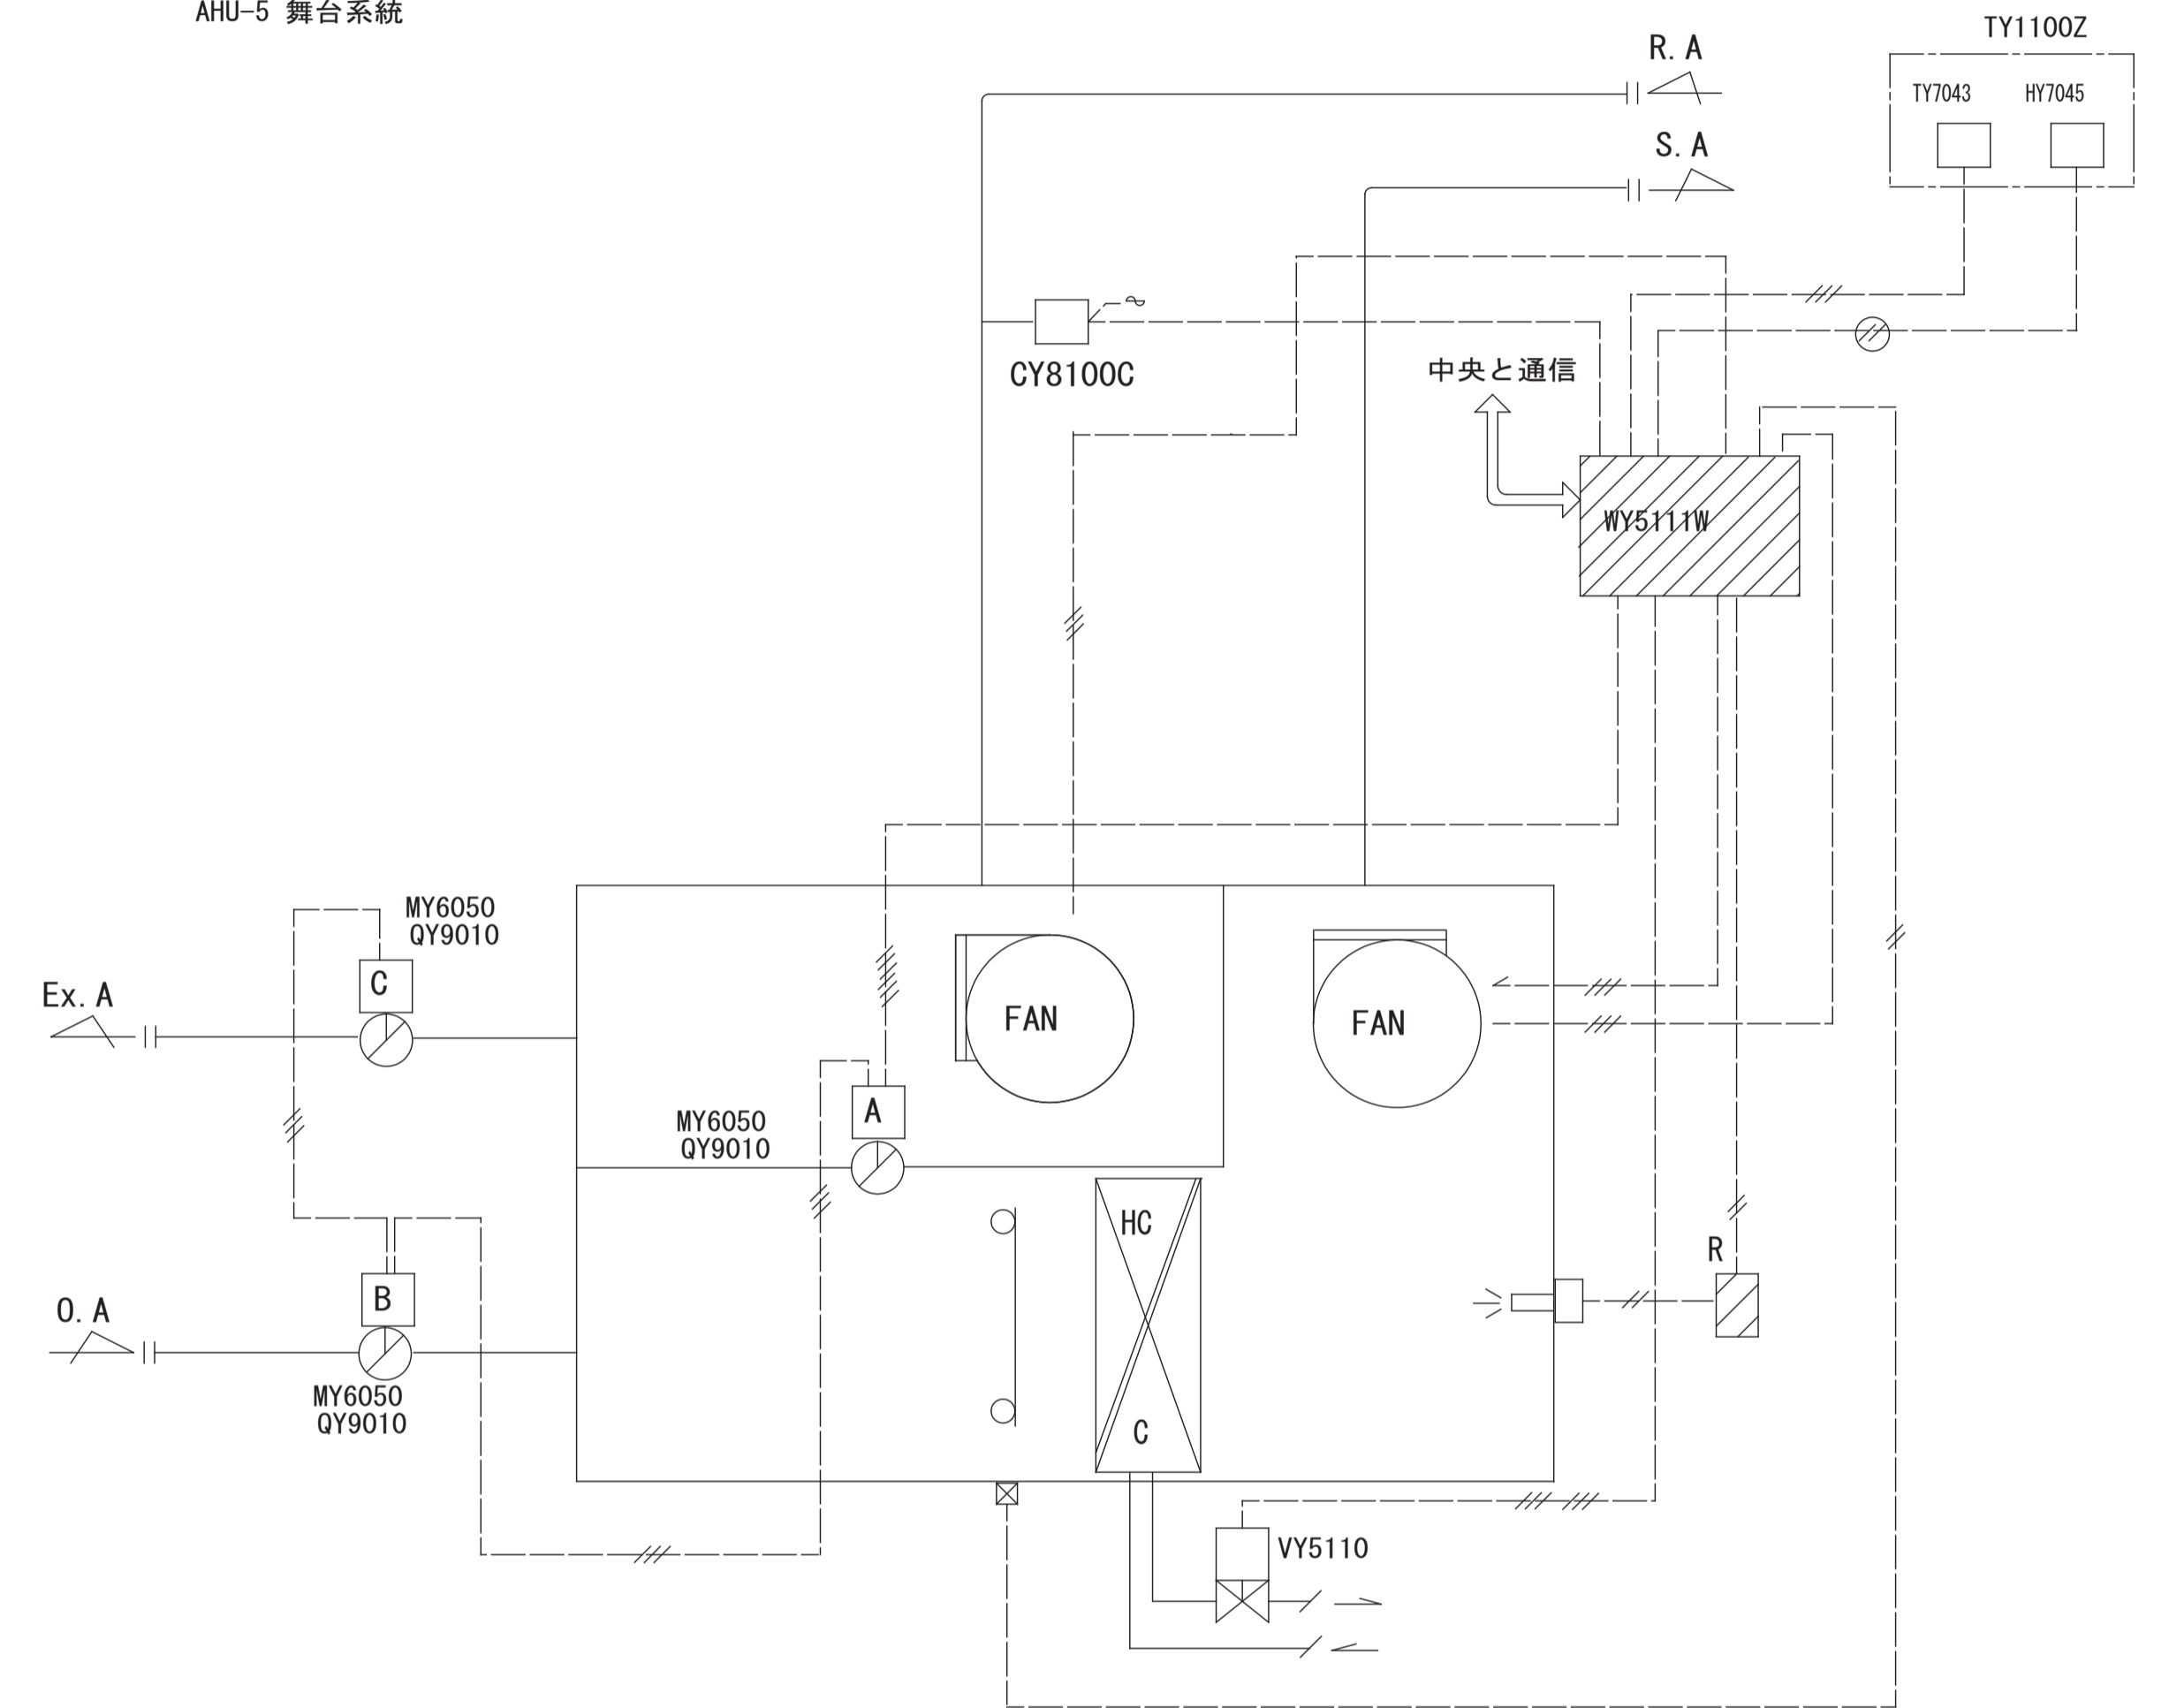 AHU-5 舞台系統
TY1100Z
R.A
TY7043
HY7045
S.A
CY8100C
中央と通信
WY5111W
MY6050
QY9010
C
Ex.A
FAN
FAN
A
MY6050
QY9010
HC
R
B
O.A
MY6050
QY9010
C
VY5110